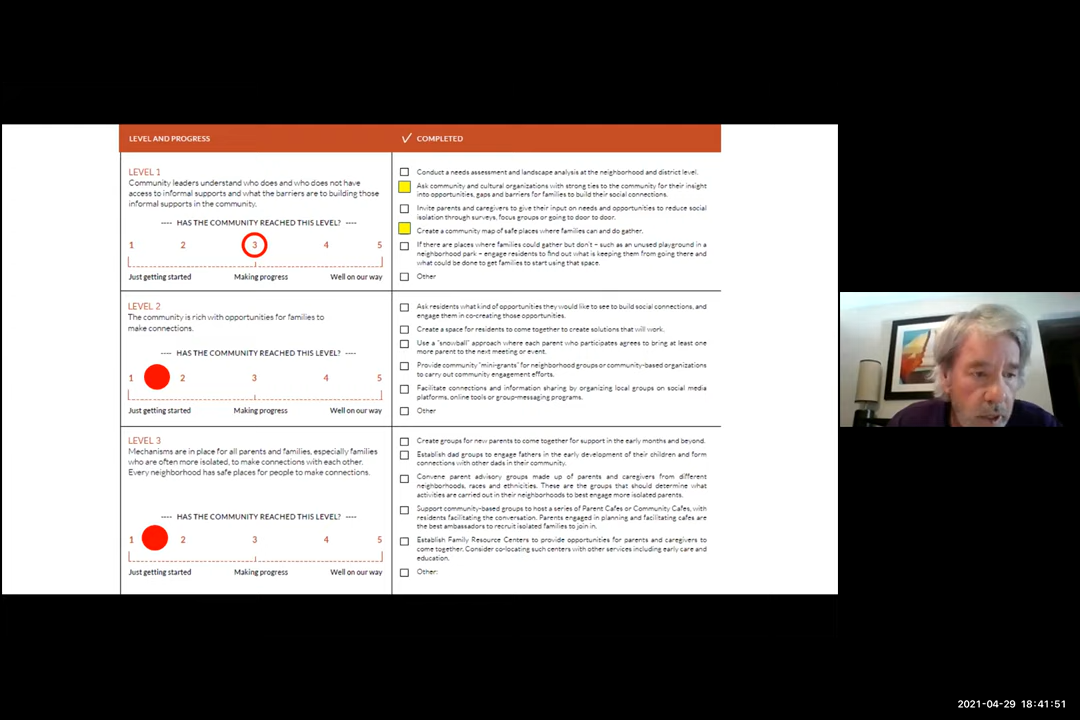 LEVEL AND PROGRESS
✓ COMPLETED
LEVEL 1
Community leaders understand who does and who does not have
access to informal supports and what the barriers are to building those
informal supports in the community.
---- HAS THE COMMUNITY REACHED THIS LEVEL? ----
1 2 3 4 5
Just getting started Making progress Well on our way
Conduct a needs assessment and landscape analysis at the neighborhood and district level.
Ask community and cultural organizations with strong ties to the community for their insight
into opportunities, gaps and barriers for families to build their social connections.
Invite parents and caregivers to give their input on needs and opportunities to reduce social
isolation through surveys, focus groups or going to door to door.
Create a community map of safe places where families can and do gather.
If there are places where families could gather but don't – such as an unused playground in a
neighborhood park – engage residents to find out what is keeping them from going there and
what could be done to get families to start using that space.
Other
LEVEL 2
The community is rich with opportunities for families to
make connections.
---- HAS THE COMMUNITY REACHED THIS LEVEL? ----
1 2 3 4 5
Just getting started Making progress Well on our way
Ask residents what kind of opportunities they would like to see to build social connections, and
engage them in co-creating those opportunities.
Create a space for residents to come together to create solutions that will work.
Use a "snowball" approach where each parent who participates agrees to bring at least one
more parent to the next meeting or event.
Provide community "mini-grants" for neighborhood groups or community-based organizations
to carry out community engagement efforts.
Facilitate connections and information sharing by organizing local groups on social media
platforms, online tools or group-messaging programs.
Other
LEVEL 3
Mechanisms are in place for all parents and families, especially families
who are often more isolated, to make connections with each other.
Every neighborhood has safe places for people to make connections.
---- HAS THE COMMUNITY REACHED THIS LEVEL? ----
1 2 3 4 5
Just getting started Making progress Well on our way
Create groups for new parents to come together for support in the early months and beyond.
Establish dad groups to engage fathers in the early development of their children and form
connections with other dads in their community.
Convene parent advisory groups made up of parents and caregivers from different
neighborhoods, races and ethnicities. These are the groups that should determine what
activities are carried out in their neighborhoods to best engage more isolated parents.
Support community-based groups to host a series of Parent Cafes or Community Cafes, with
residents facilitating the conversation. Parents engaged in planning and facilitating cafes are
the best ambassadors to recruit isolated families to join in.
Establish Family Resource Centers to provide opportunities for parents and caregivers to
come together. Consider co-locating such centers with other services including early care and
education.
Other:
2021-04-29 18:41:51